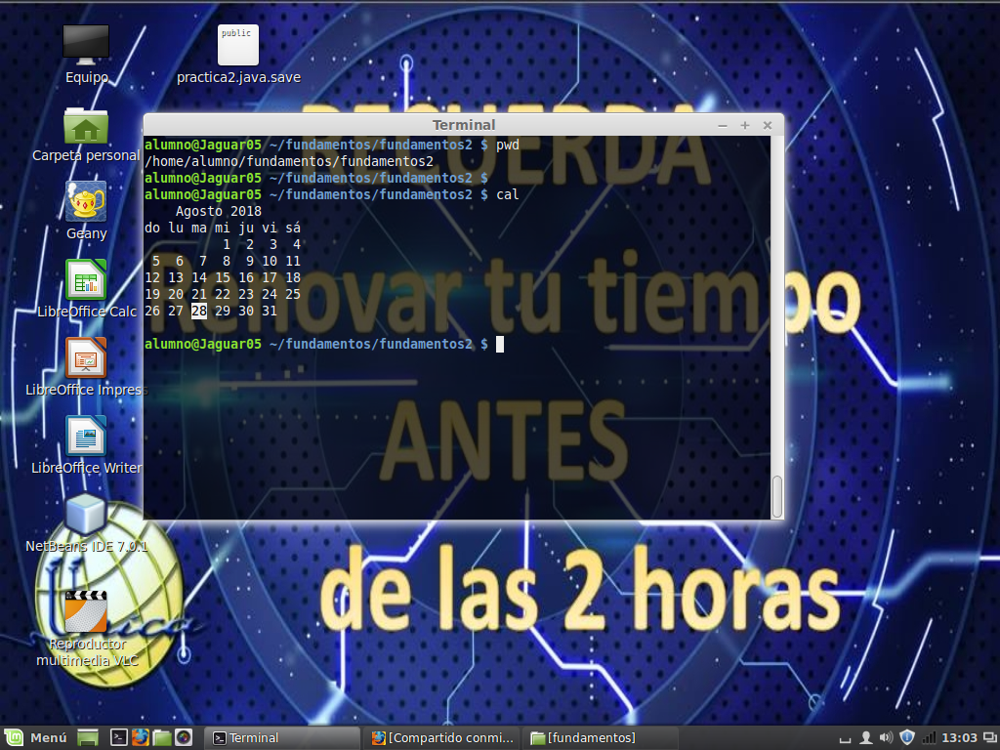 Equipo
public
practica2.java.save
Carpeta personal
Geany
LibreOffice Calc
LibreOffice Impress
LibreOffice Writer
NetBeans IDE 7.0.1
Reproductor
multimedia VLC
RECUERDA
Renovar tu tiempo
ANTES
de las 2 horas
Terminal
alumno@Jaguar05 ~/fundamentos/fundamentos2 $ pwd
/home/alumno/fundamentos/fundamentos2
alumno@Jaguar05 ~/fundamentos/fundamentos2 $
alumno@Jaguar05 ~/fundamentos/fundamentos2 $ cal
    Agosto 2018
do lu ma mi ju vi sá
          1  2  3  4
 5  6  7  8  9 10 11
12 13 14 15 16 17 18
19 20 21 22 23 24 25
26 27 28 29 30 31
alumno@Jaguar05 ~/fundamentos/fundamentos2 $
Menú
Terminal
[Compartido conmi...
[fundamentos]
13:03